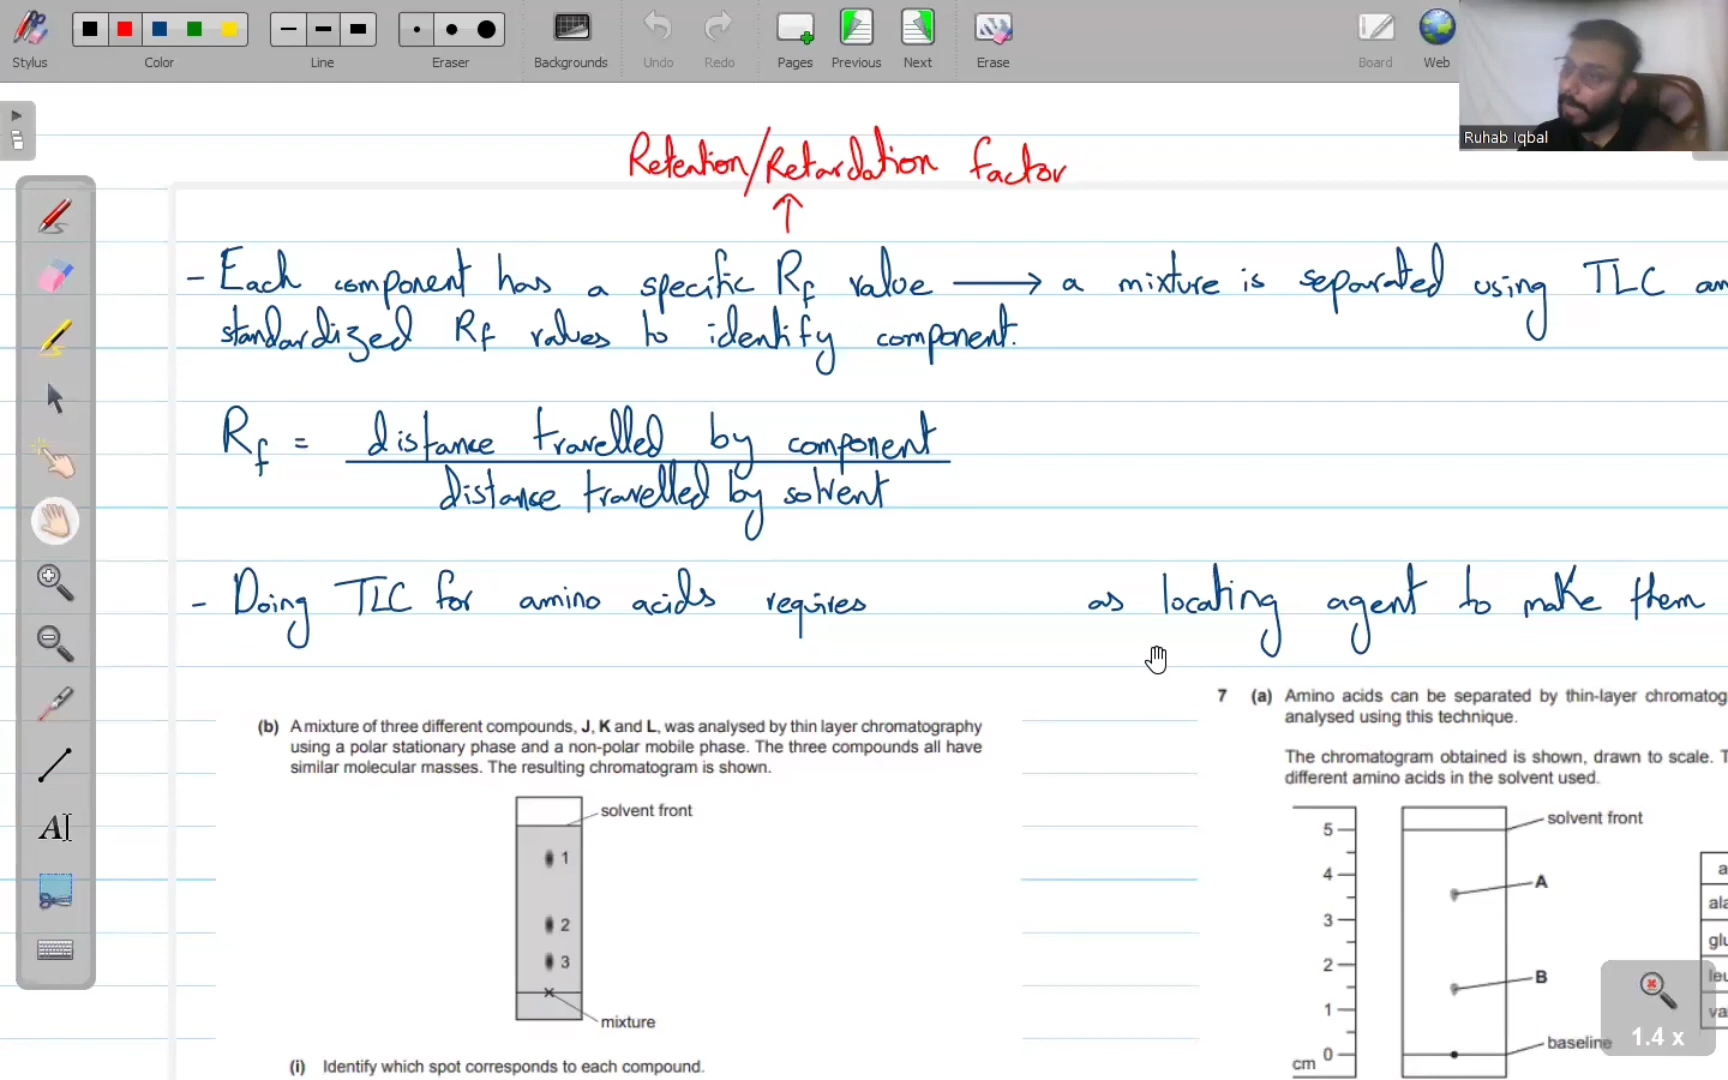 Stylus
Color
Line
Eraser
Backgrounds
Undo
Redo
Pages
Previous
Next
Erase
Board
Web
Ruhab Iqbal
Retention/Retardation factor
- Each component has a specific Rf value → a mixture is separated using TLC an
standardized Rf values to identify component.
Rf = distance travelled by component
distance travelled by solvent
- Doing TLC for amino acids requires as locating agent to make them
(b) A mixture of three different compounds, J, K and L, was analysed by thin layer chromatography
using a polar stationary phase and a non-polar mobile phase. The three compounds all have
similar molecular masses. The resulting chromatogram is shown.
solvent front
1
2
3
mixture
(i) Identify which spot corresponds to each compound.
7 (a) Amino acids can be separated by thin-layer chromatog
analysed using this technique.
The chromatogram obtained is shown, drawn to scale. T
different amino acids in the solvent used.
5
4
3
2
1
cm 0
solvent front
A
B
baseline
a
ala
glu
leu
va
1.4 x